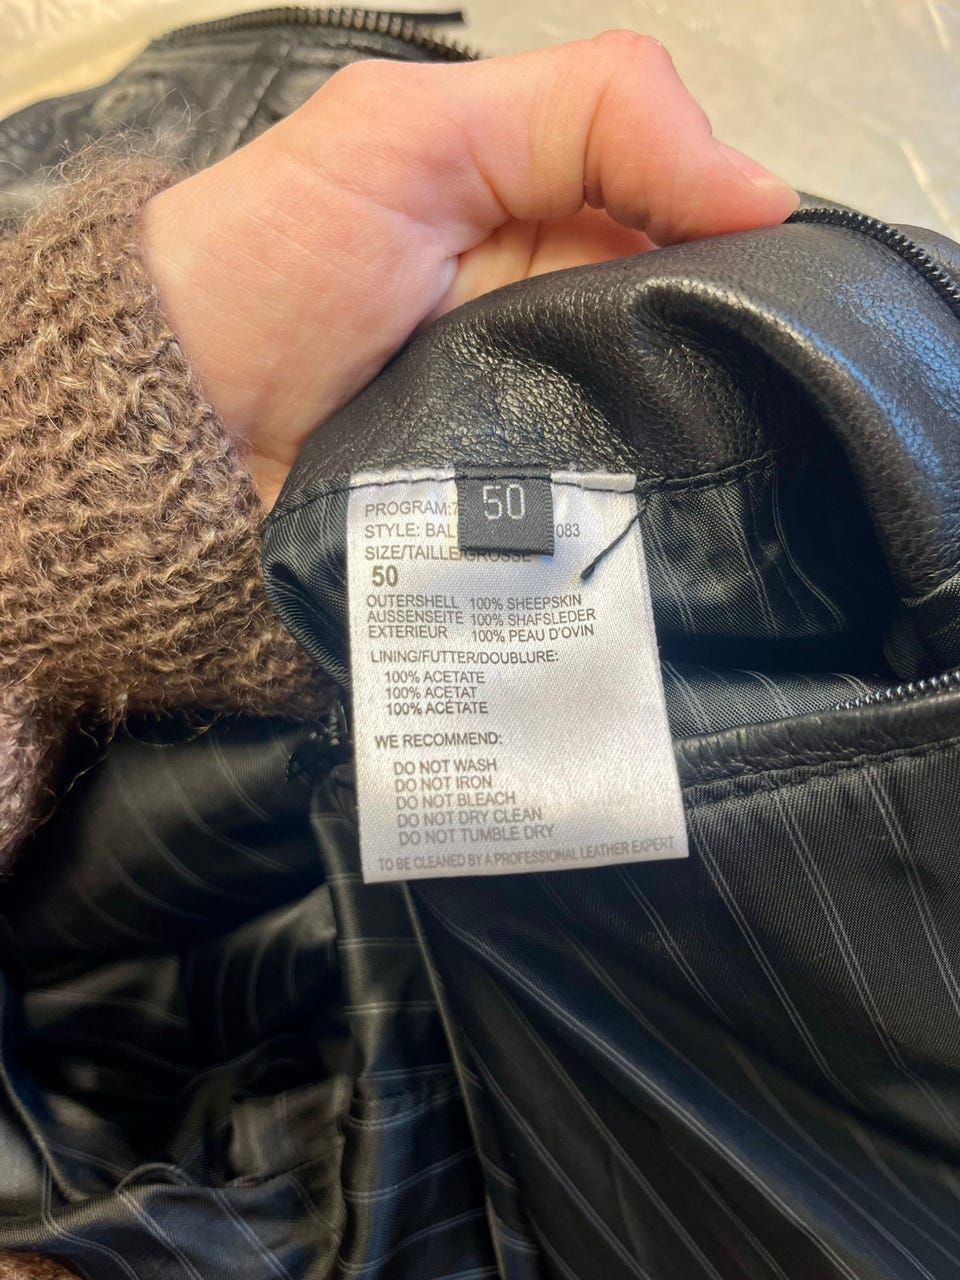 50
PROGRAM:7
STYLE: BAL 083
SIZE/TAILLE/GROSSE
50
OUTERSHELL 100% SHEEPSKIN
AUSSENSEITE 100% SHAFSLEDER
EXTERIEUR 100% PEAU D'OVIN
LINING/FUTTER/DOUBLURE:
100% ACETATE
100% ACETAT
100% ACÉTATE
WE RECOMMEND:
DO NOT WASH
DO NOT IRON
DO NOT BLEACH
DO NOT DRY CLEAN
DO NOT TUMBLE DRY
TO BE CLEANED BY A PROFESSIONAL LEATHER EXPERT